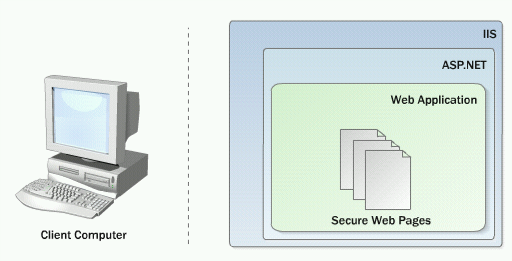 IIS
ASP.NET
Web Application
Secure Web Pages
Client Computer